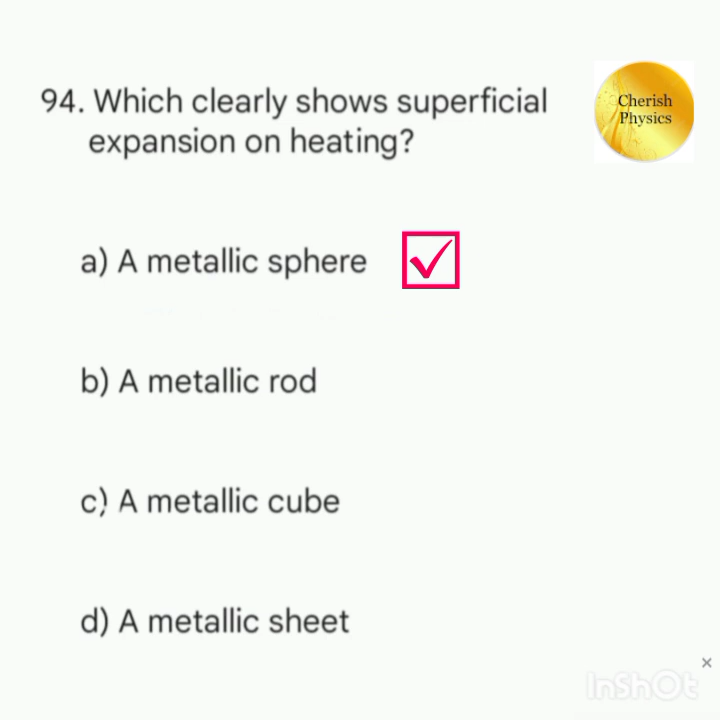 94. Which clearly shows superficial
expansion on heating?
Cherish
Physics
a) A metallic sphere
b) A metallic rod
c) A metallic cube
d) A metallic sheet
InShOt